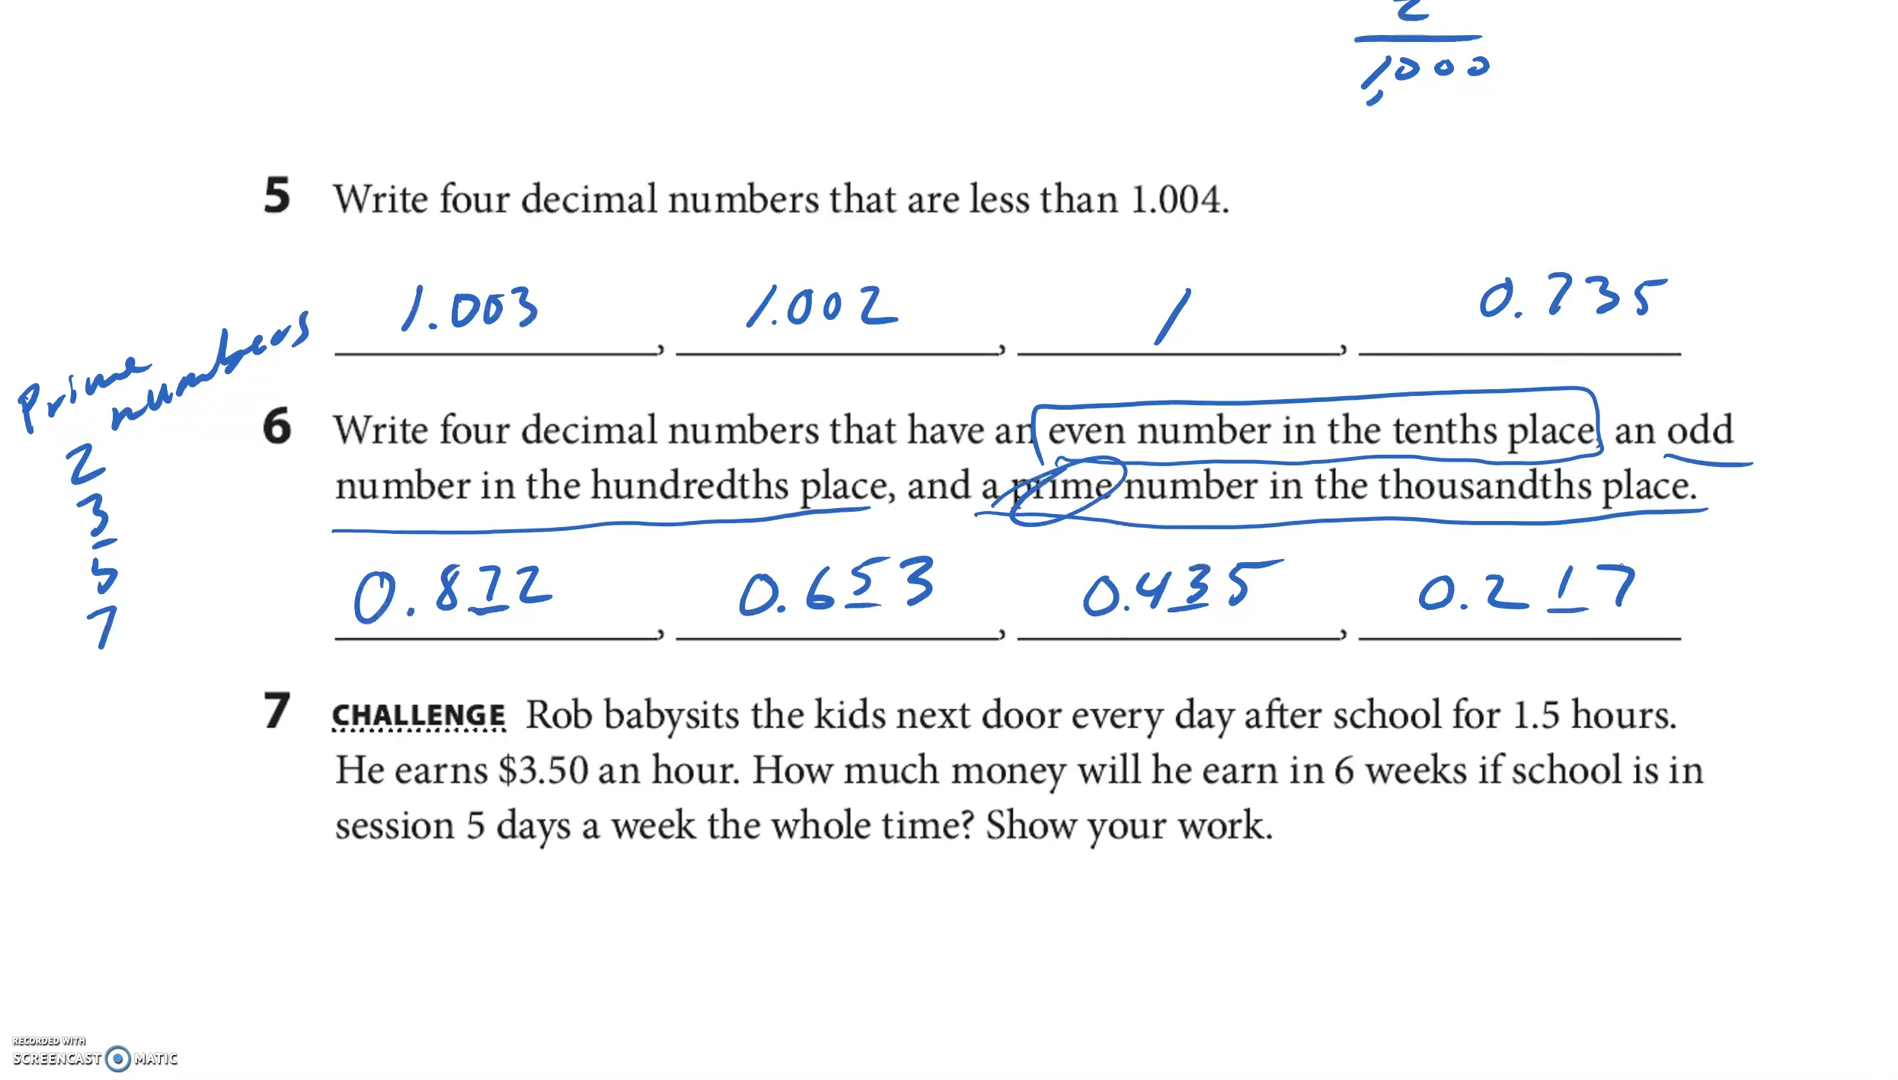 2
1,000
5 Write four decimal numbers that are less than 1.004.
1.003 , 1.002 , 1 , 0.735
Prime
numbers
2
3
5
7
6 Write four decimal numbers that have an even number in the tenths place, an odd
number in the hundredths place, and a prime number in the thousandths place.
0.872 , 0.653 , 0.435 , 0.217
7 CHALLENGE Rob babysits the kids next door every day after school for 1.5 hours.
He earns $3.50 an hour. How much money will he earn in 6 weeks if school is in
session 5 days a week the whole time? Show your work.
RECORDED WITH
SCREENCAST MATIC